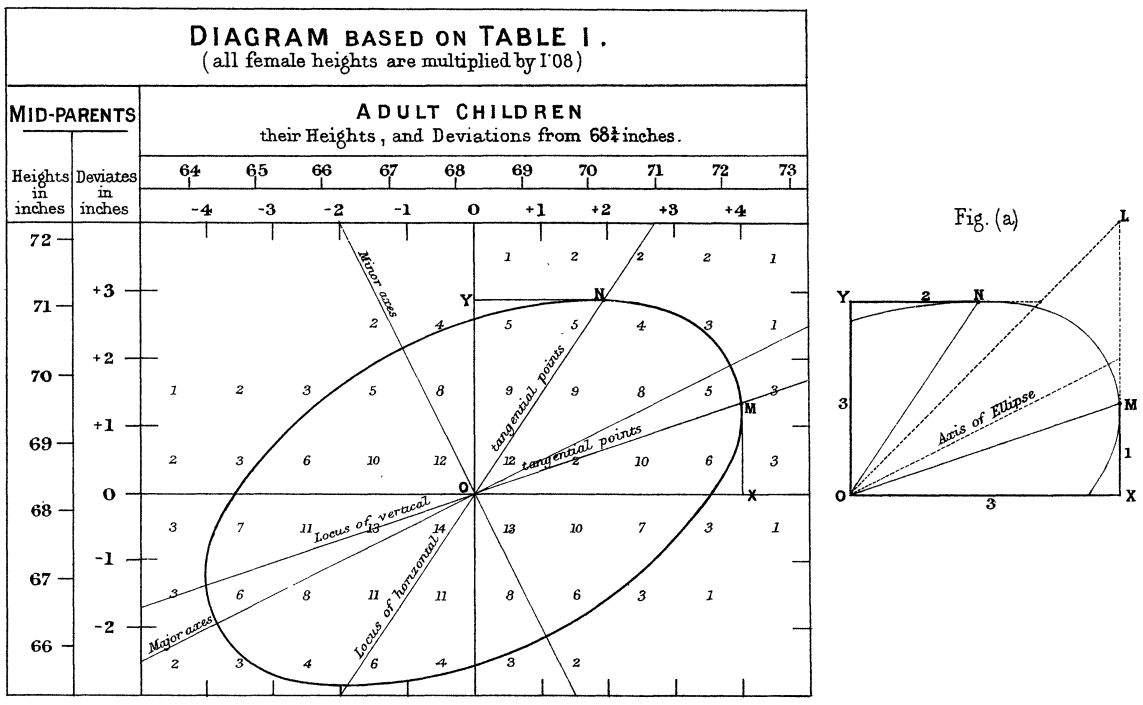 DIAGRAM BASED ON TABLE I.
(all female heights are multiplied by 1·08)
MID-PARENTS
ADULT CHILDREN
their Heights, and Deviations from 68¼ inches.
Heights in inches
Deviates in inches
64 65 66 67 68 69 70 71 72 73
-4 -3 -2 -1 0 +1 +2 +3 +4
72
1 2 2 2 1
Minor axes
+3
Y N
71
2 4 5 5 4 3 1
+2
70
1 2 3 5 8 9 9 8 5 3
tangential points
M
+1
69
tangential points
2 3 6 10 12 12 2 10 6 3
0
O X
68
Locus of vertical
3 7 11 13 14 13 10 7 3 1
-1
67
Locus of horizontal
3 6 8 11 11 8 6 3 1
-2
Major axes
66
2 3 4 6 4 3 2
Fig. (a)
L
Y 2 N
3
Axis of Ellipse
M
1
O 3 X